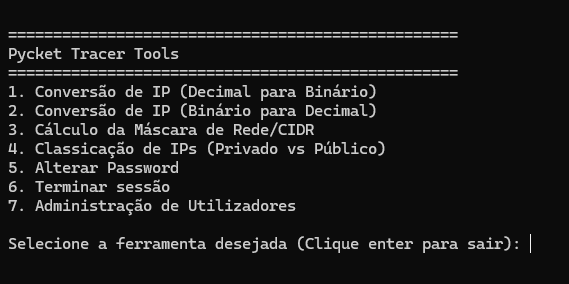 ==================================================
Pycket Tracer Tools
==================================================
1. Conversão de IP (Decimal para Binário)
2. Conversão de IP (Binário para Decimal)
3. Cálculo da Máscara de Rede/CIDR
4. Classicação de IPs (Privado vs Público)
5. Alterar Password
6. Terminar sessão
7. Administração de Utilizadores
Selecione a ferramenta desejada (Clique enter para sair):